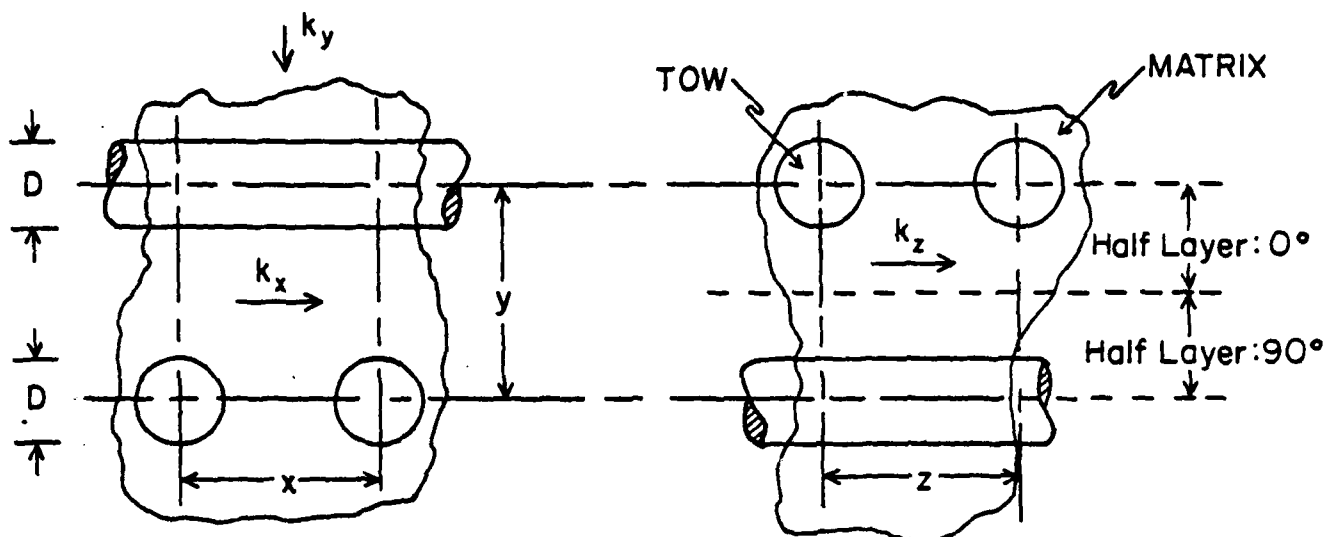 k_y
TOW
MATRIX
D
k_x
y
k_z
Half Layer: 0°
Half Layer: 90°
D
x
z